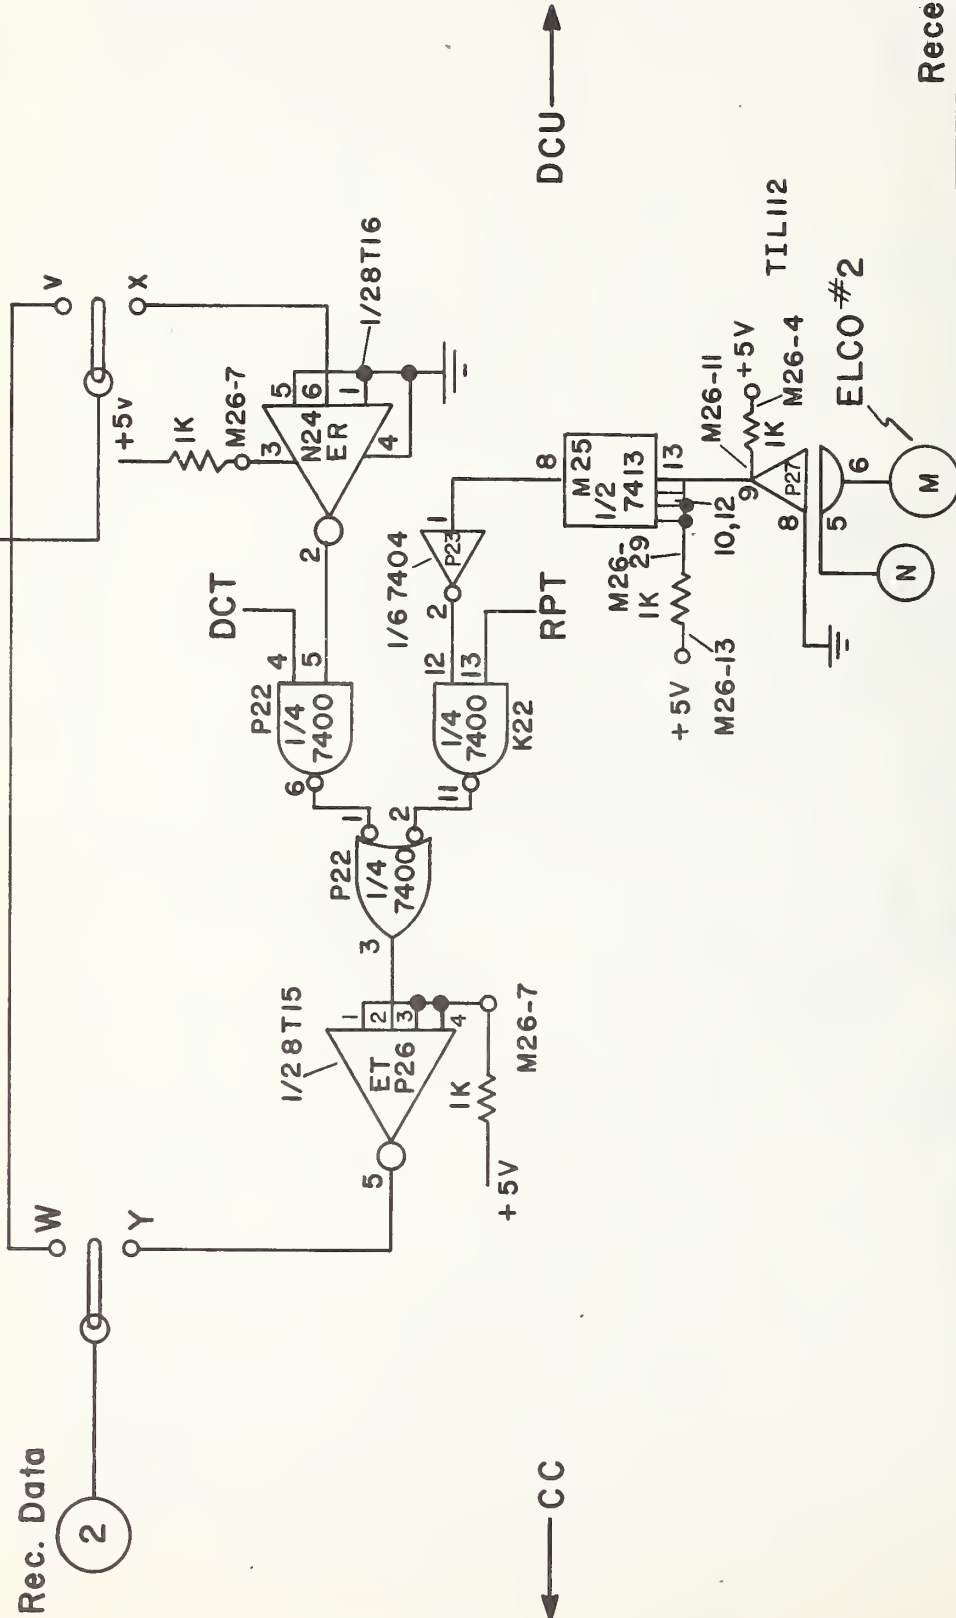 Rec. Data
2
W
Y
V
X
+5V
1K
M26-7
3
5
6
1
4
N24
ER
2
1/28T16
DCT
4
5
P22
1/4
7400
6
1/6 7404
1
P23
2
12
13
1/4
7400
K22
11
RPT
1
2
P22
1/4
7400
3
1/28T15
1
2
3
4
ET
P26
5
1K
M26-7
+5V
8
M25
1/2
7413
13
M26-
29
1K
10,12
+5V
M26-13
M26-11
9
1K
+5V
M26-4
TIL112
P27
8
5
6
ELCO #2
N
M
CC
DCU
Rece